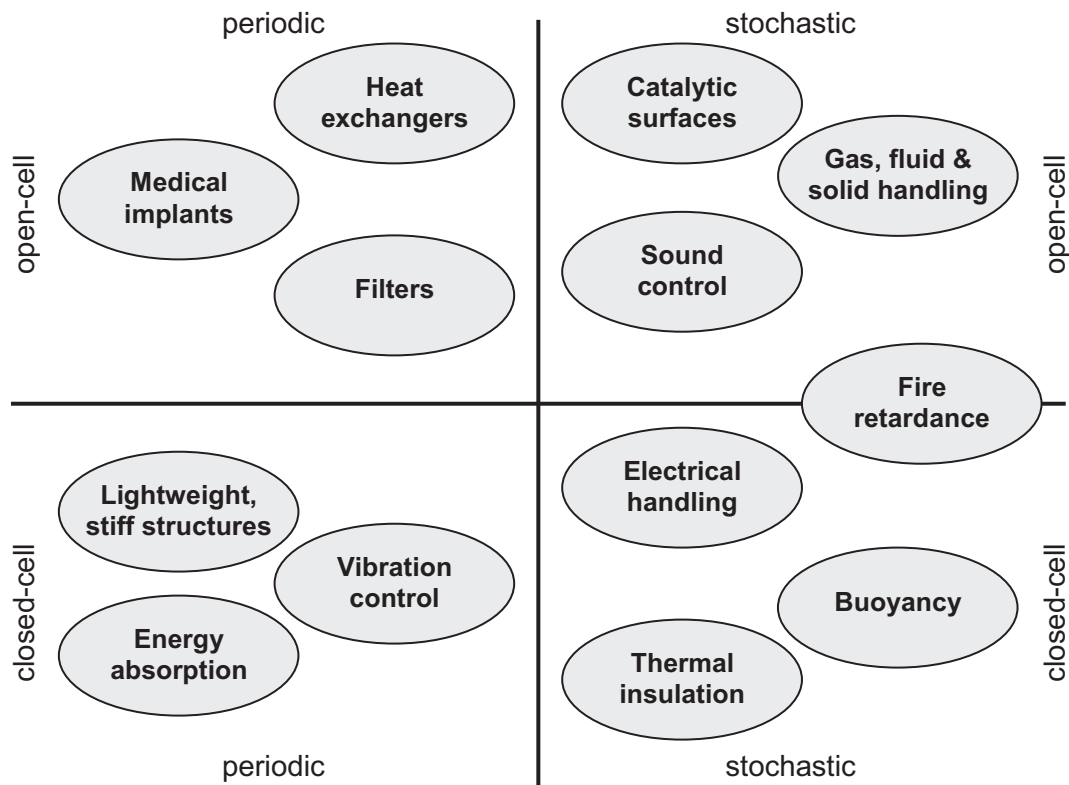 periodic
stochastic
Heat
exchangers
Catalytic
surfaces
Medical
implants
Gas, fluid &
solid handling
open-cell
open-cell
Filters
Sound
control
Fire
retardance
Lightweight,
stiff structures
Electrical
handling
Vibration
control
Buoyancy
closed-cell
closed-cell
Energy
absorption
Thermal
insulation
periodic
stochastic